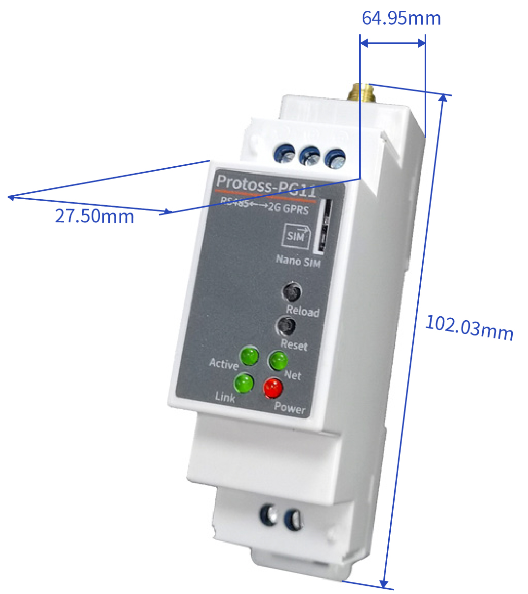 64.95mm
Protoss-PG11
RS485←→2G GPRS
27.50mm
SIM
Nano SIM
Reload
102.03mm
Reset
Active
Net
Link
Power